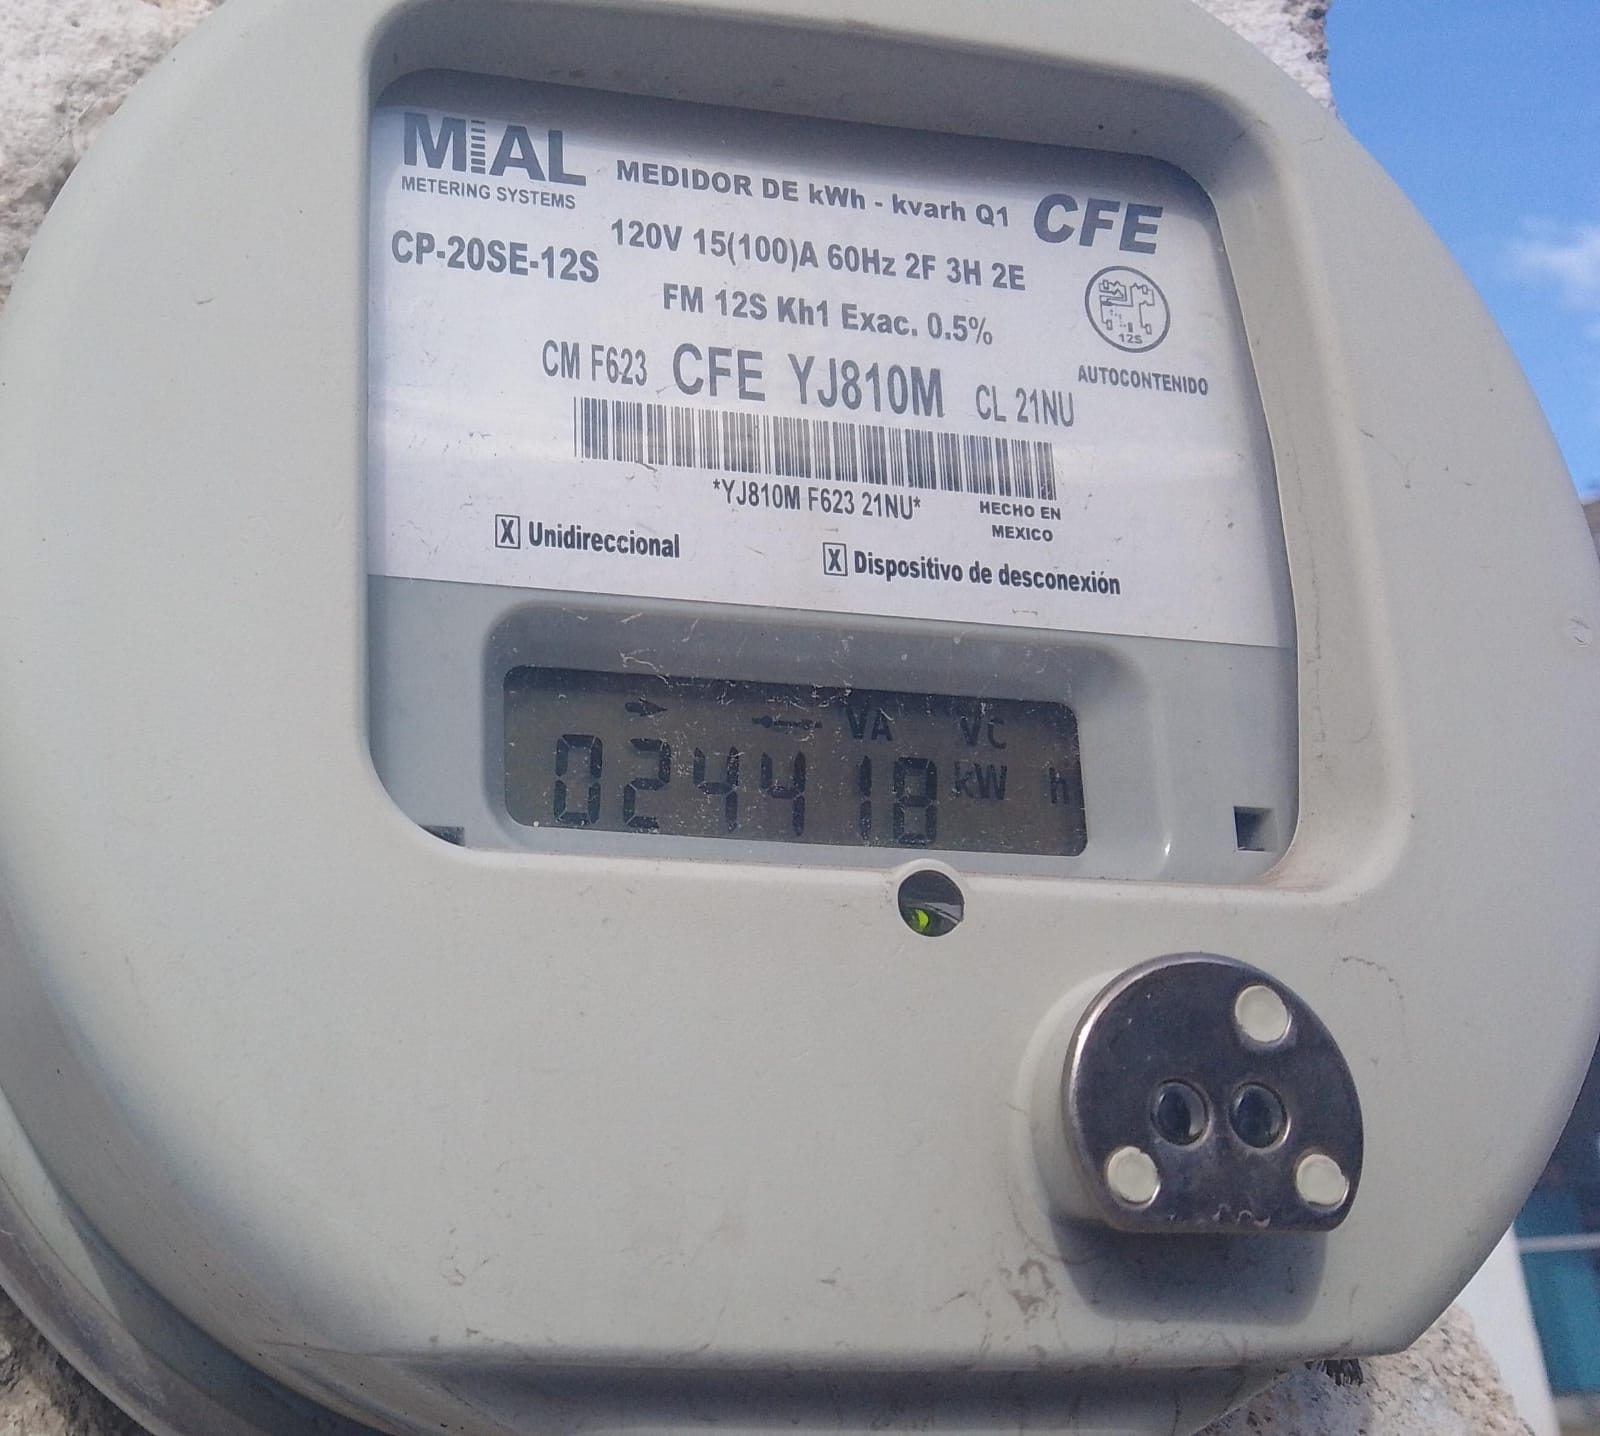 MIAL
METERING SYSTEMS
MEDIDOR DE kWh - kvarh Q1
CFE
CP-20SE-12S
120V 15(100)A 60Hz 2F 3H 2E
FM 12S Kh1 Exac. 0.5%
12S
AUTOCONTENIDO
CM F623 CFE YJ810M CL 21NU
*YJ810M F623 21NU*
HECHO EN
MEXICO
X Unidireccional
X Dispositivo de desconexión
VA VC
024418 kW h